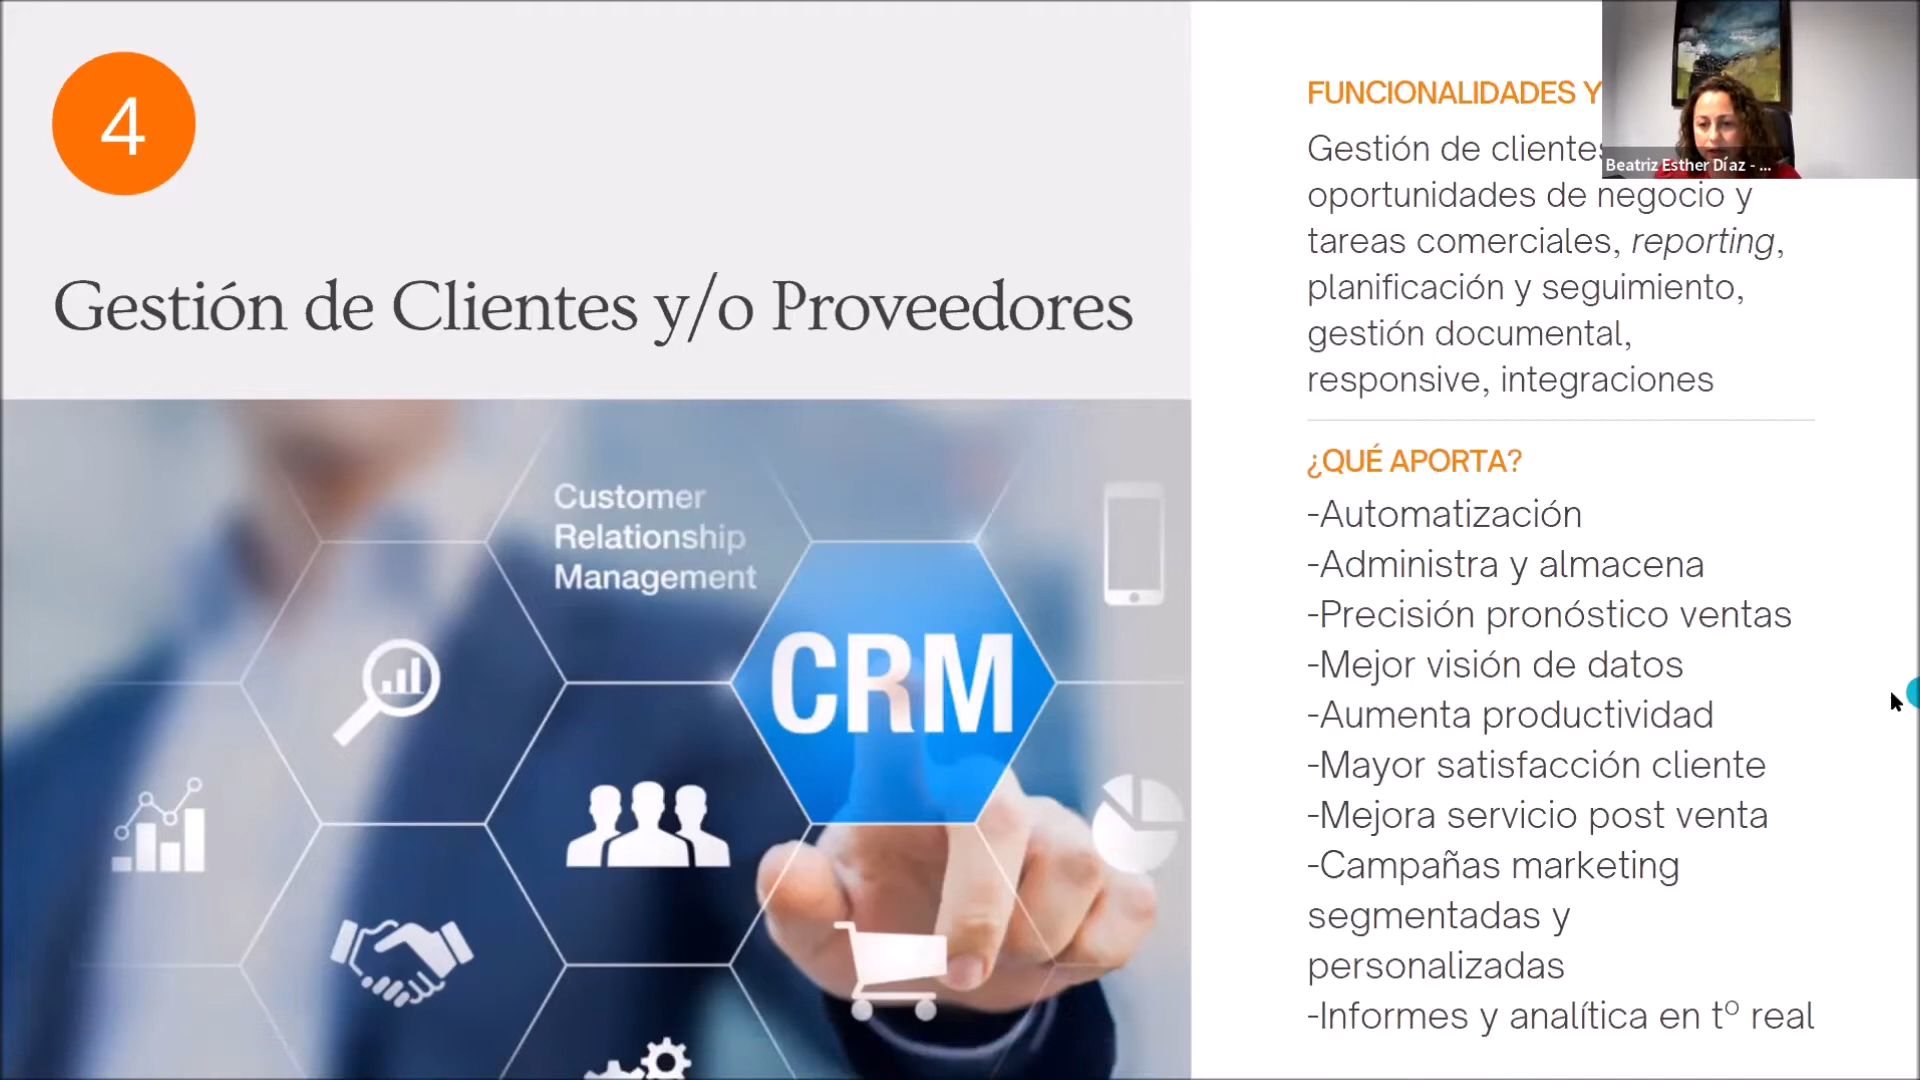 4
Gestión de Clientes y/o Proveedores
Customer
Relationship
Management
CRM
FUNCIONALIDADES Y
Gestión de clientes
oportunidades de negocio y
tareas comerciales, reporting,
planificación y seguimiento,
gestión documental,
responsive, integraciones
¿QUÉ APORTA?
-Automatización
-Administra y almacena
-Precisión pronóstico ventas
-Mejor visión de datos
-Aumenta productividad
-Mayor satisfacción cliente
-Mejora servicio post venta
-Campañas marketing
segmentadas y
personalizadas
-Informes y analítica en tº real
Beatriz Esther Díaz - ...